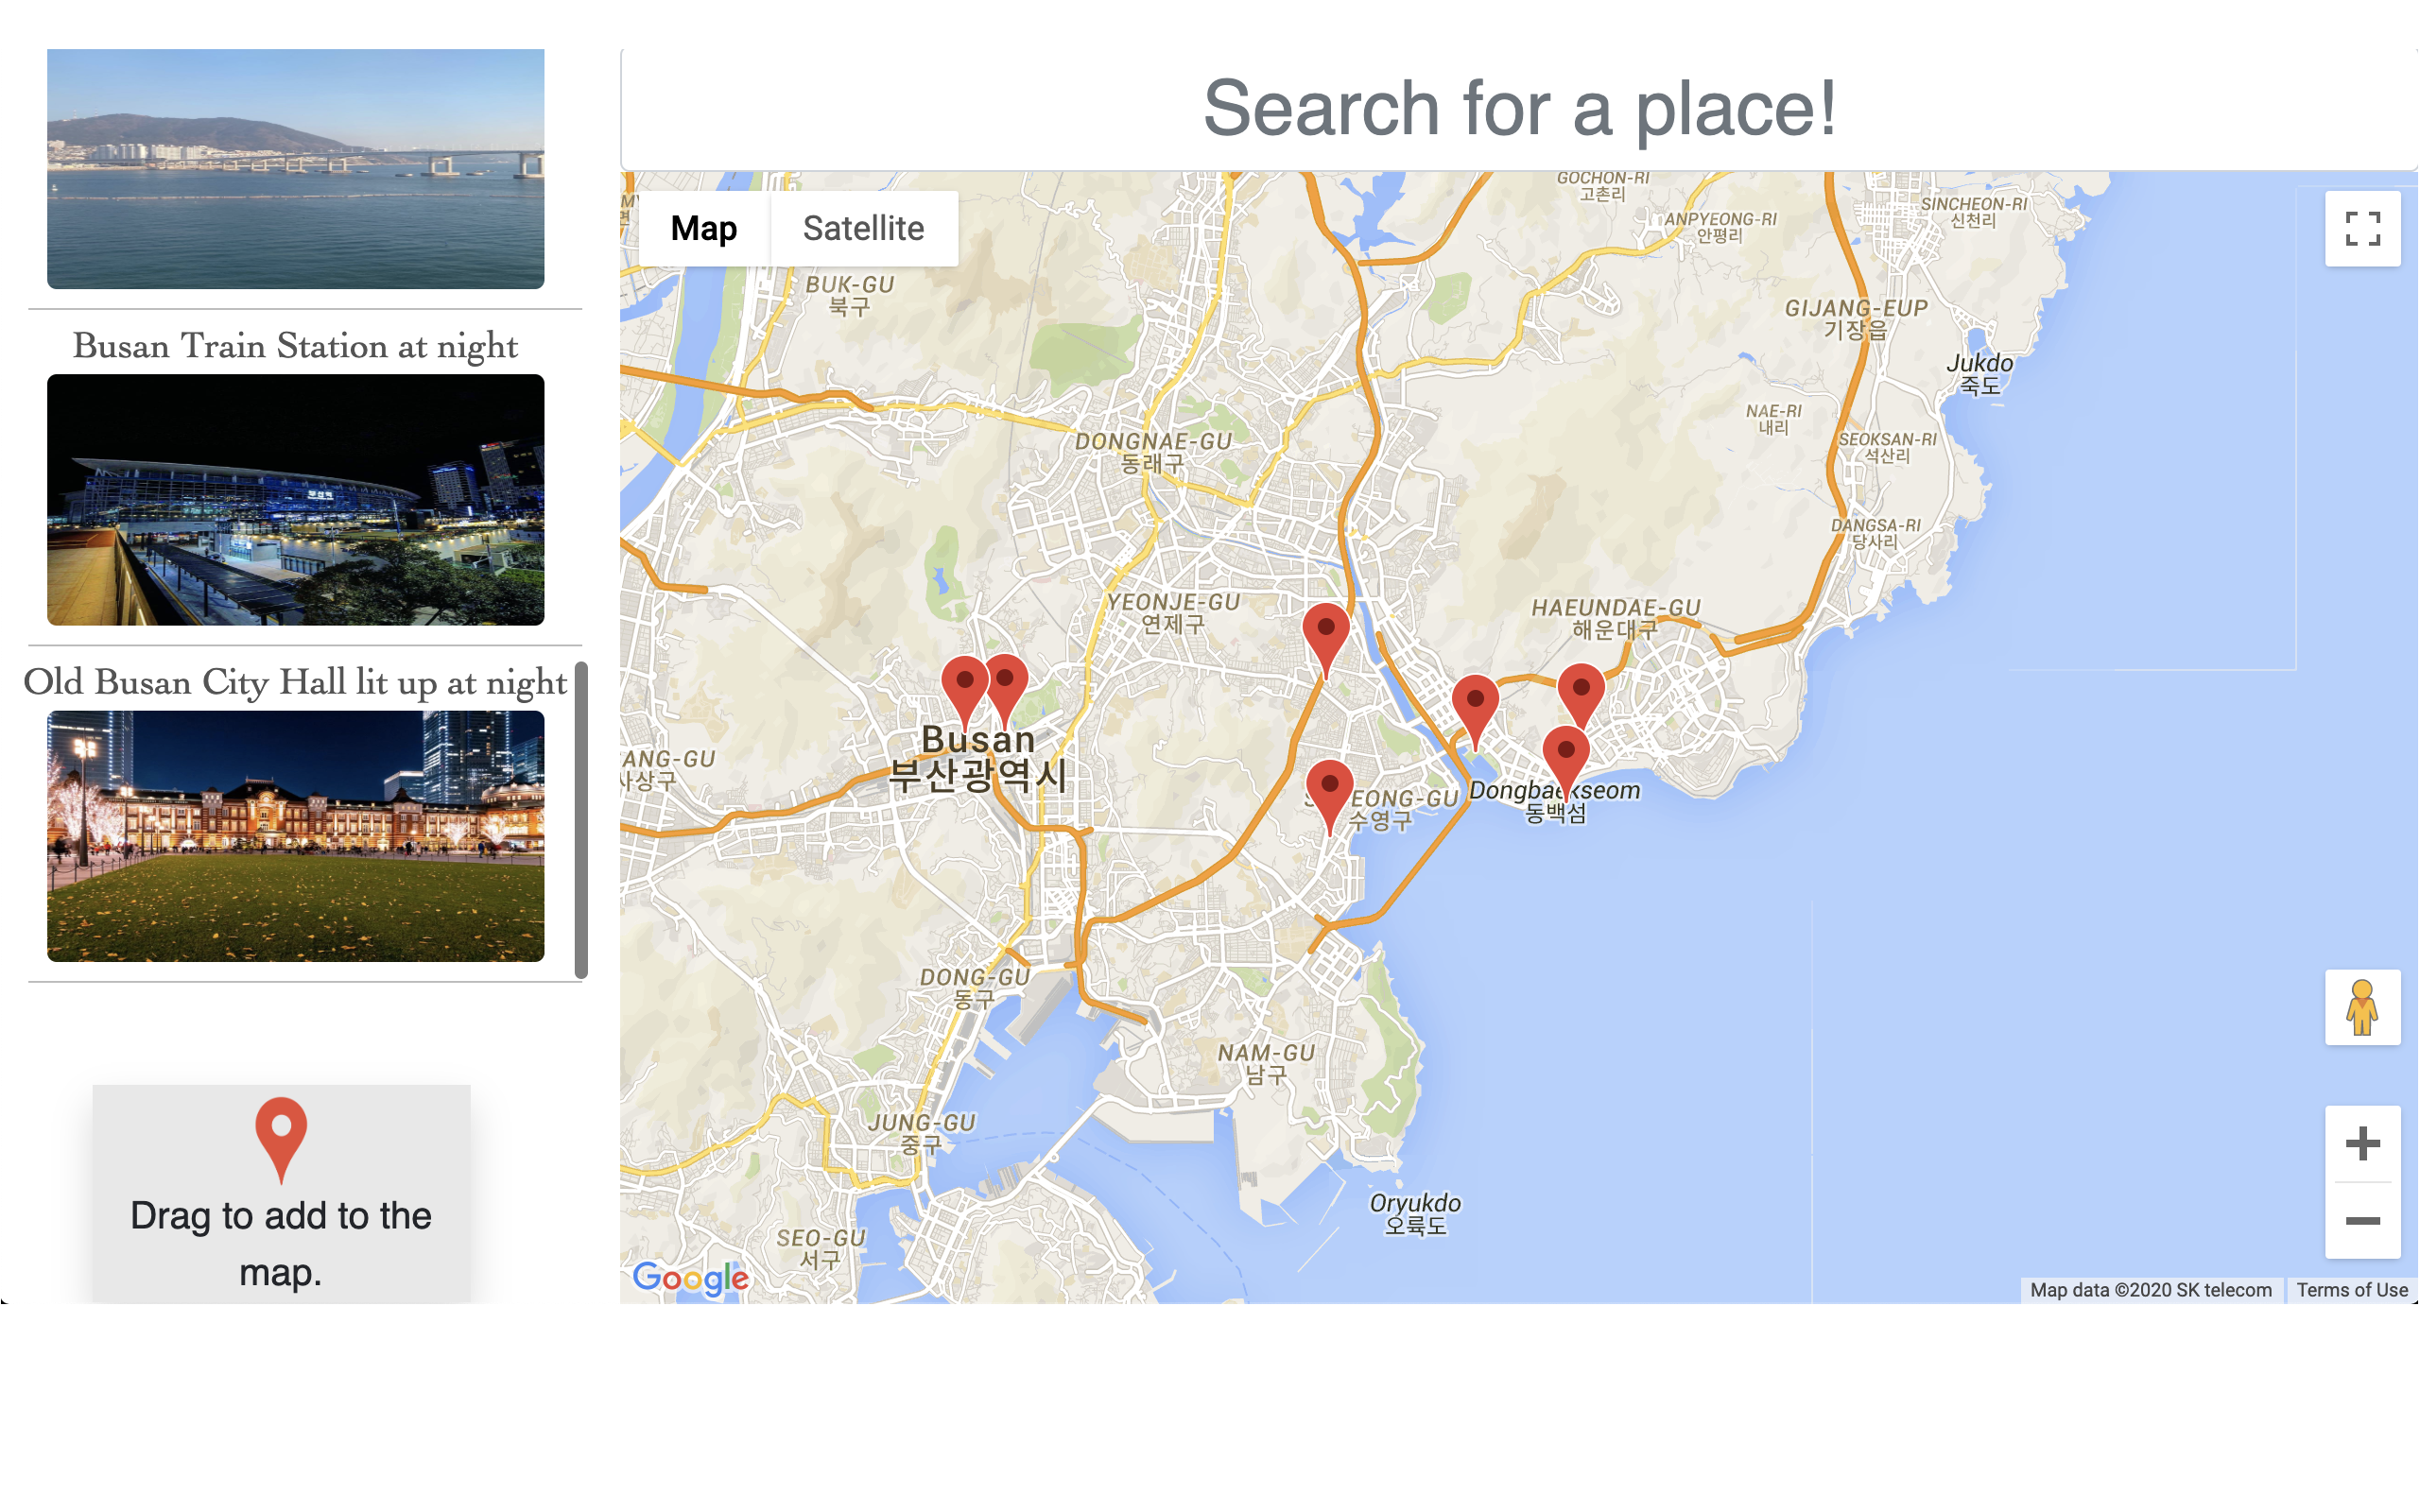 Search for a place!
Busan Train Station at night
부산역
Old Busan City Hall lit up at night
Drag to add to the
map.
Map
Satellite
GOCHON-RI
고촌리
ANPYEONG-RI
안평리
SINCHEON-RI
신천리
BUK-GU
북구
GIJANG-EUP
기장읍
Jukdo
죽도
NAE-RI
내리
SEOKSAN-RI
석산리
DONGNAE-GU
동래구
DANGSA-RI
당사리
YEONJE-GU
연제구
HAEUNDAE-GU
해운대구
Busan
부산광역시
ANG-GU
사상구
EONG-GU
수영구
Dongbaekseom
동백섬
DONG-GU
동구
NAM-GU
남구
JUNG-GU
중구
Oryukdo
오륙도
SEO-GU
서구
Google
Map data ©2020 SK telecom
Terms of Use